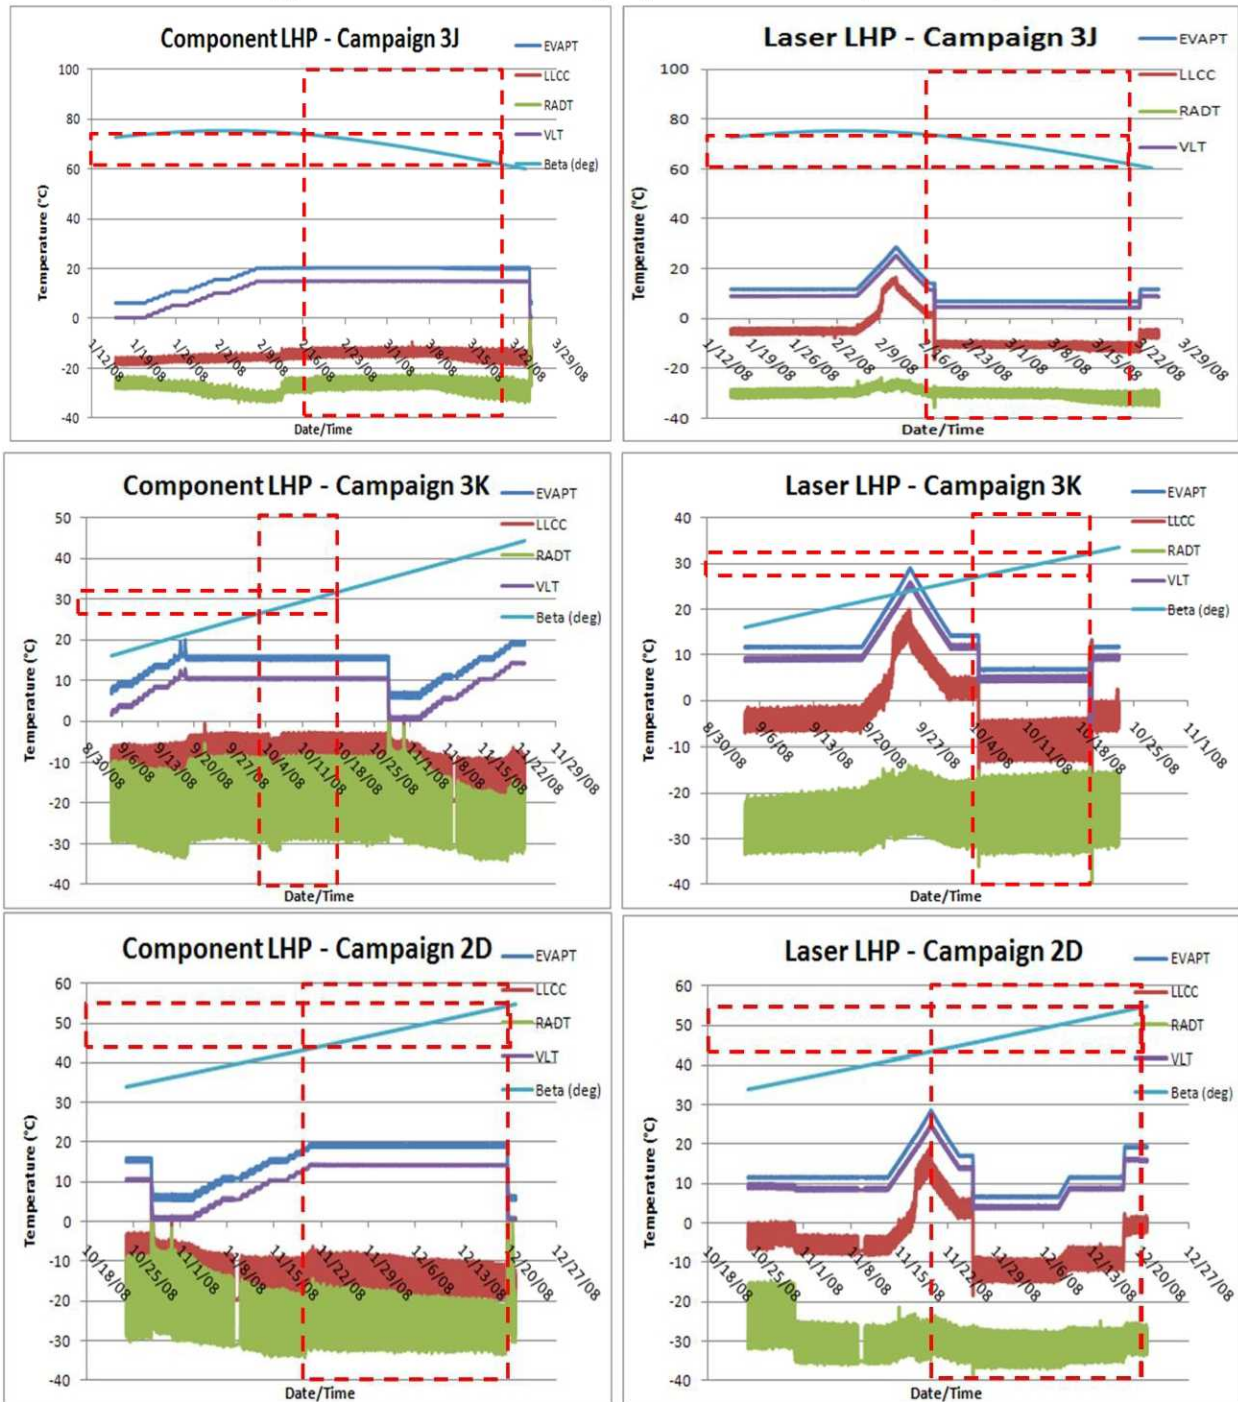 Component LHP - Campaign 3J
EVAPT
LLCC
RADT
VLT
Beta (deg)
Temperature (°C)
100
80
60
40
20
0
-20
-40
1/12/08
1/19/08
1/26/08
2/2/08
2/9/08
2/16/08
2/23/08
3/1/08
3/8/08
3/15/08
3/22/08
3/29/08
Date/Time
Laser LHP - Campaign 3J
EVAPT
LLCC
RADT
VLT
Temperature (°C)
100
80
60
40
20
0
-20
-40
1/12/08
1/19/08
1/26/08
2/2/08
2/9/08
2/16/08
2/23/08
3/1/08
3/8/08
3/15/08
3/22/08
3/29/08
Date/Time
Component LHP - Campaign 3K
EVAPT
LLCC
RADT
VLT
Beta (deg)
Temperature (°C)
50
40
30
20
10
0
-10
-20
-30
-40
8/30/08
9/6/08
9/13/08
9/20/08
9/27/08
10/4/08
10/11/08
10/18/08
10/25/08
11/1/08
11/8/08
11/15/08
11/22/08
11/29/08
Date/Time
Laser LHP - Campaign 3K
EVAPT
LLCC
RADT
VLT
Beta (deg)
Temperature (°C)
40
30
20
10
0
-10
-20
-30
-40
8/30/08
9/6/08
9/13/08
9/20/08
9/27/08
10/4/08
10/11/08
10/18/08
10/25/08
11/1/08
Date/Time
Component LHP - Campaign 2D
EVAPT
LLCC
RADT
VLT
Beta (deg)
Temperature (°C)
60
50
40
30
20
10
0
-10
-20
-30
-40
10/18/08
10/25/08
11/1/08
11/8/08
11/15/08
11/22/08
11/29/08
12/6/08
12/13/08
12/20/08
12/27/08
Date/Time
Laser LHP - Campaign 2D
EVAPT
LLCC
RADT
VLT
Beta (deg)
Temperature (°C)
60
50
40
30
20
10
0
-10
-20
-30
-40
10/18/08
10/25/08
11/1/08
11/8/08
11/15/08
11/22/08
11/29/08
12/6/08
12/13/08
12/20/08
12/27/08
Date/Time